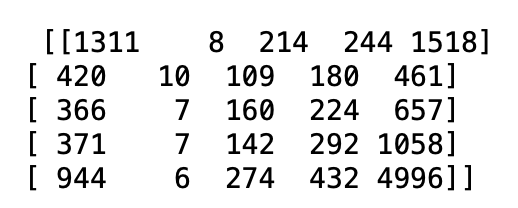 [[1311 8 214 244 1518]
[ 420 10 109 180 461]
[ 366 7 160 224 657]
[ 371 7 142 292 1058]
[ 944 6 274 432 4996]]